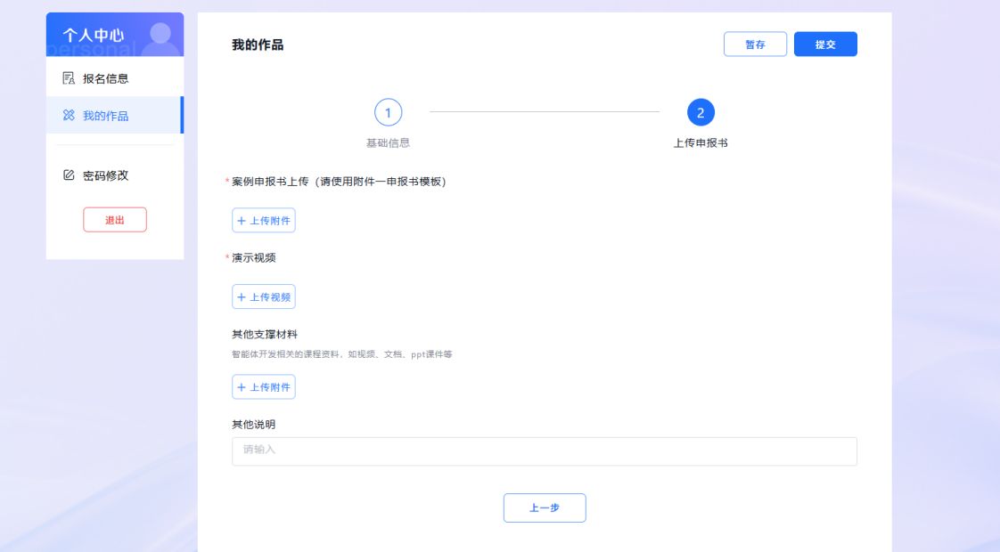 个人中心
personal
报名信息
我的作品
密码修改
退出
我的作品
暂存
提交
1
2
基础信息
上传申报书
*案例申报书上传（请使用附件一申报书模板）
+ 上传附件
*演示视频
+ 上传视频
其他支撑材料
智能体开发相关的课程资料，如视频、文档、ppt课件等
+ 上传附件
其他说明
请输入
上一步